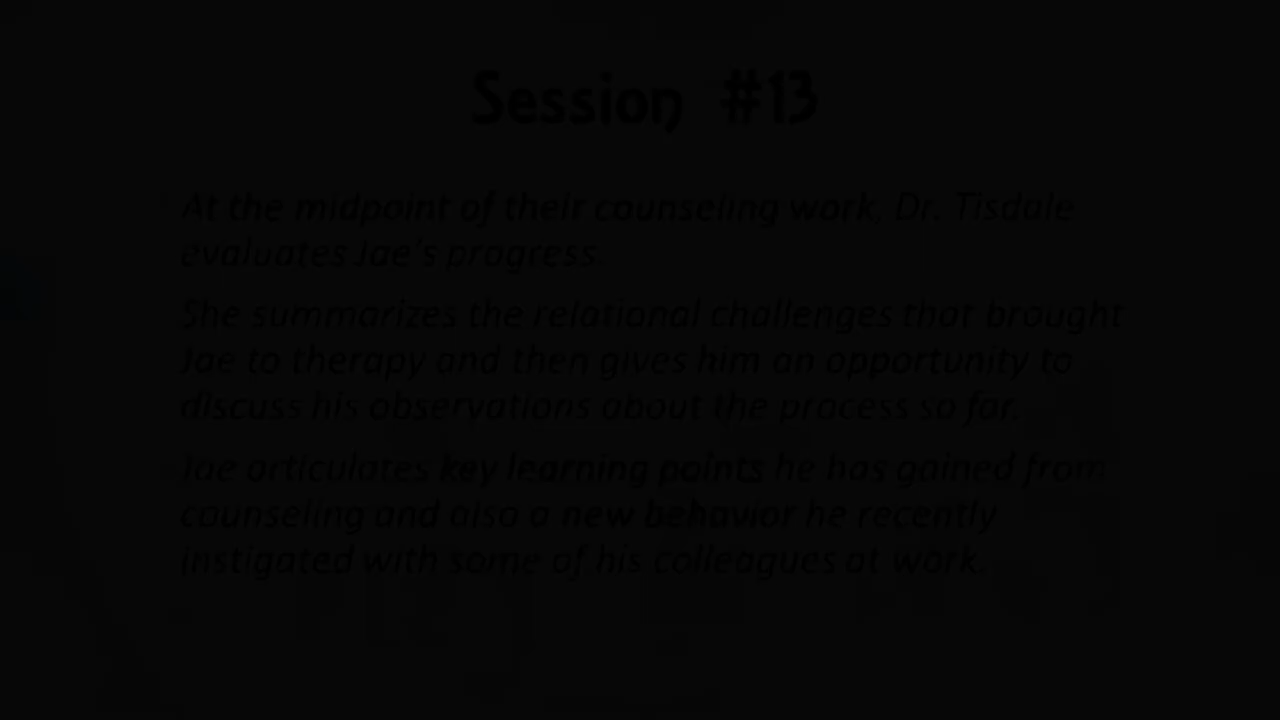 Session #13
At the midpoint of their counseling work, Dr. Tisdale
evaluates Jae's progress.
She summarizes the relational challenges that brought
Jae to therapy and then gives him an opportunity to
discuss his observations about the process so far.
Jae articulates key learning points he has gained from
counseling and also a new behavior he recently
instigated with some of his colleagues at work.